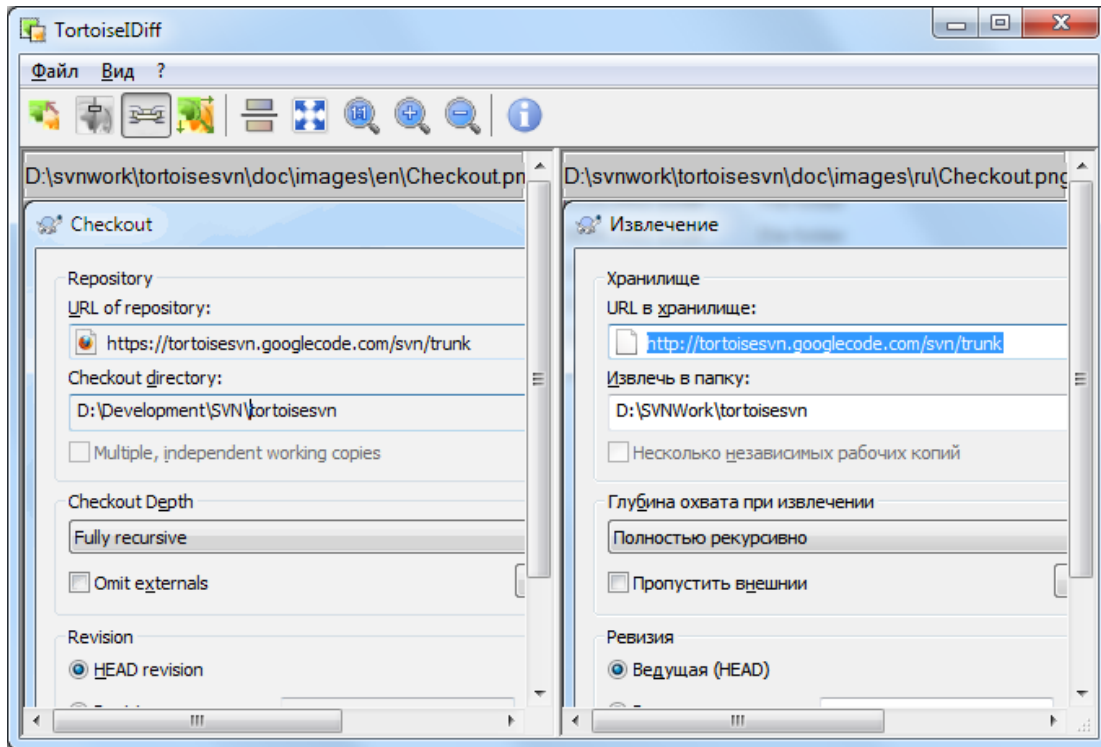 TortoiseIDiff
Файл Вид ?
D:\svnwork\tortoisesvn\doc\images\en\Checkout.pn
Checkout
Repository
URL of repository:
https://tortoisesvn.googlecode.com/svn/trunk
Checkout directory:
D:\Development\SVN\tortoisesvn
Multiple, independent working copies
Checkout Depth
Fully recursive
Omit externals
Revision
HEAD revision
D:\svnwork\tortoisesvn\doc\images\ru\Checkout.png
Извлечение
Хранилище
URL в хранилище:
http://tortoisesvn.googlecode.com/svn/trunk
Извлечь в папку:
D:\SVNWork\tortoisesvn
Несколько независимых рабочих копий
Глубина охвата при извлечении
Полностью рекурсивно
Пропустить внешнии
Ревизия
Ведущая (HEAD)